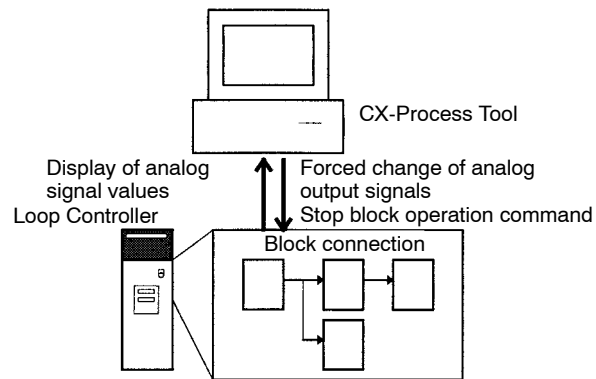 CX-Process Tool
Display of analog
signal values
Forced change of analog
output signals
Stop block operation command
Loop Controller
Block connection